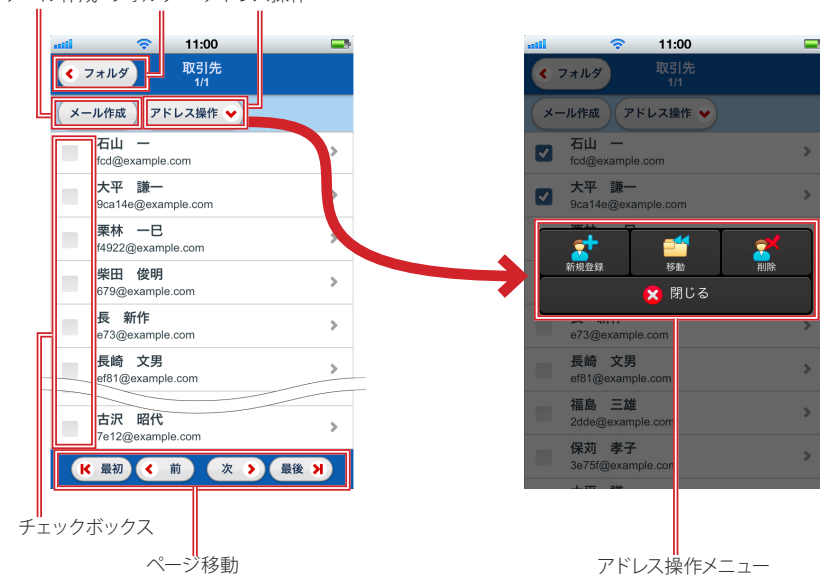 11:00
フォルダ
取引先
1/1
メール作成
アドレス操作
石山　一
fcd@example.com
大平　謙一
9ca14e@example.com
栗林　一巳
f4922@example.com
柴田　俊明
679@example.com
長　新作
e73@example.com
長崎　文男
ef81@example.com
古沢　昭代
7e12@example.com
最初
前
次
最後
チェックボックス
ページ移動
11:00
フォルダ
取引先
1/1
メール作成
アドレス操作
石山　一
fcd@example.com
大平　謙一
9ca14e@example.com
新規登録
移動
削除
閉じる
e73@example.com
長崎　文男
ef81@example.com
福島　三雄
2dde@example.com
保苅　孝子
3e75f@example.com
アドレス操作メニュー